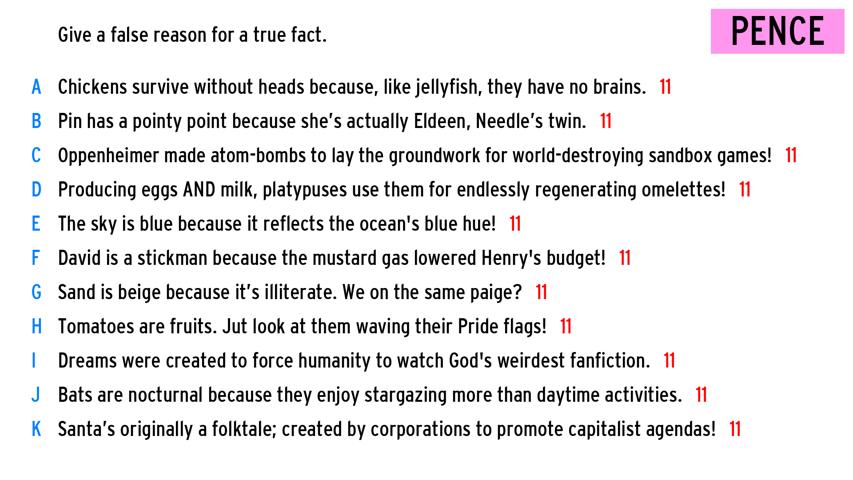 Give a false reason for a true fact.
PENCE
A Chickens survive without heads because, like jellyfish, they have no brains. 11
B Pin has a pointy point because she's actually Eldeen, Needle's twin. 11
C Oppenheimer made atom-bombs to lay the groundwork for world-destroying sandbox games! 11
D Producing eggs AND milk, platypuses use them for endlessly regenerating omelettes! 11
E The sky is blue because it reflects the ocean's blue hue! 11
F David is a stickman because the mustard gas lowered Henry's budget! 11
G Sand is beige because it's illiterate. We on the same paige? 11
H Tomatoes are fruits. Jut look at them waving their Pride flags! 11
I Dreams were created to force humanity to watch God's weirdest fanfiction. 11
J Bats are nocturnal because they enjoy stargazing more than daytime activities. 11
K Santa's originally a folktale; created by corporations to promote capitalist agendas! 11